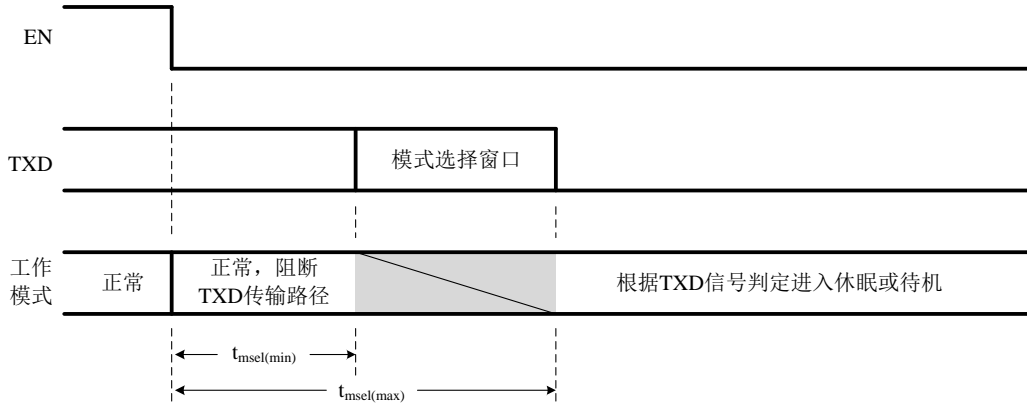 EN
TXD
模式选择窗口
工作
模式
正常
正常，阻断
TXD传输路径
根据TXD信号判定进入休眠或待机
tmsel(min)
tmsel(max)